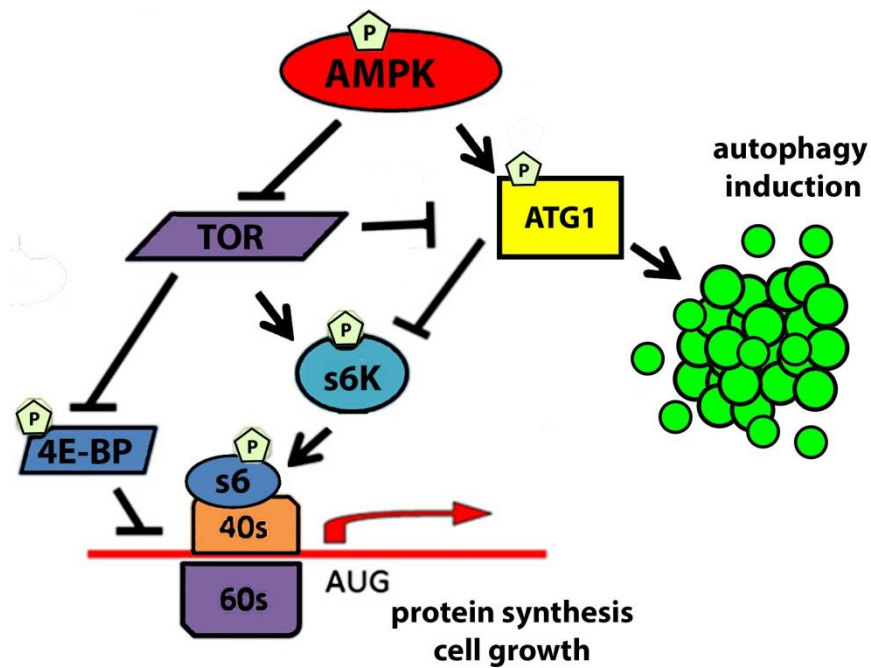 P
AMPK
P
autophagy
induction
TOR
ATG1
P
s6K
P
4E-BP
P
s6
40s
60s
AUG
protein synthesis
cell growth